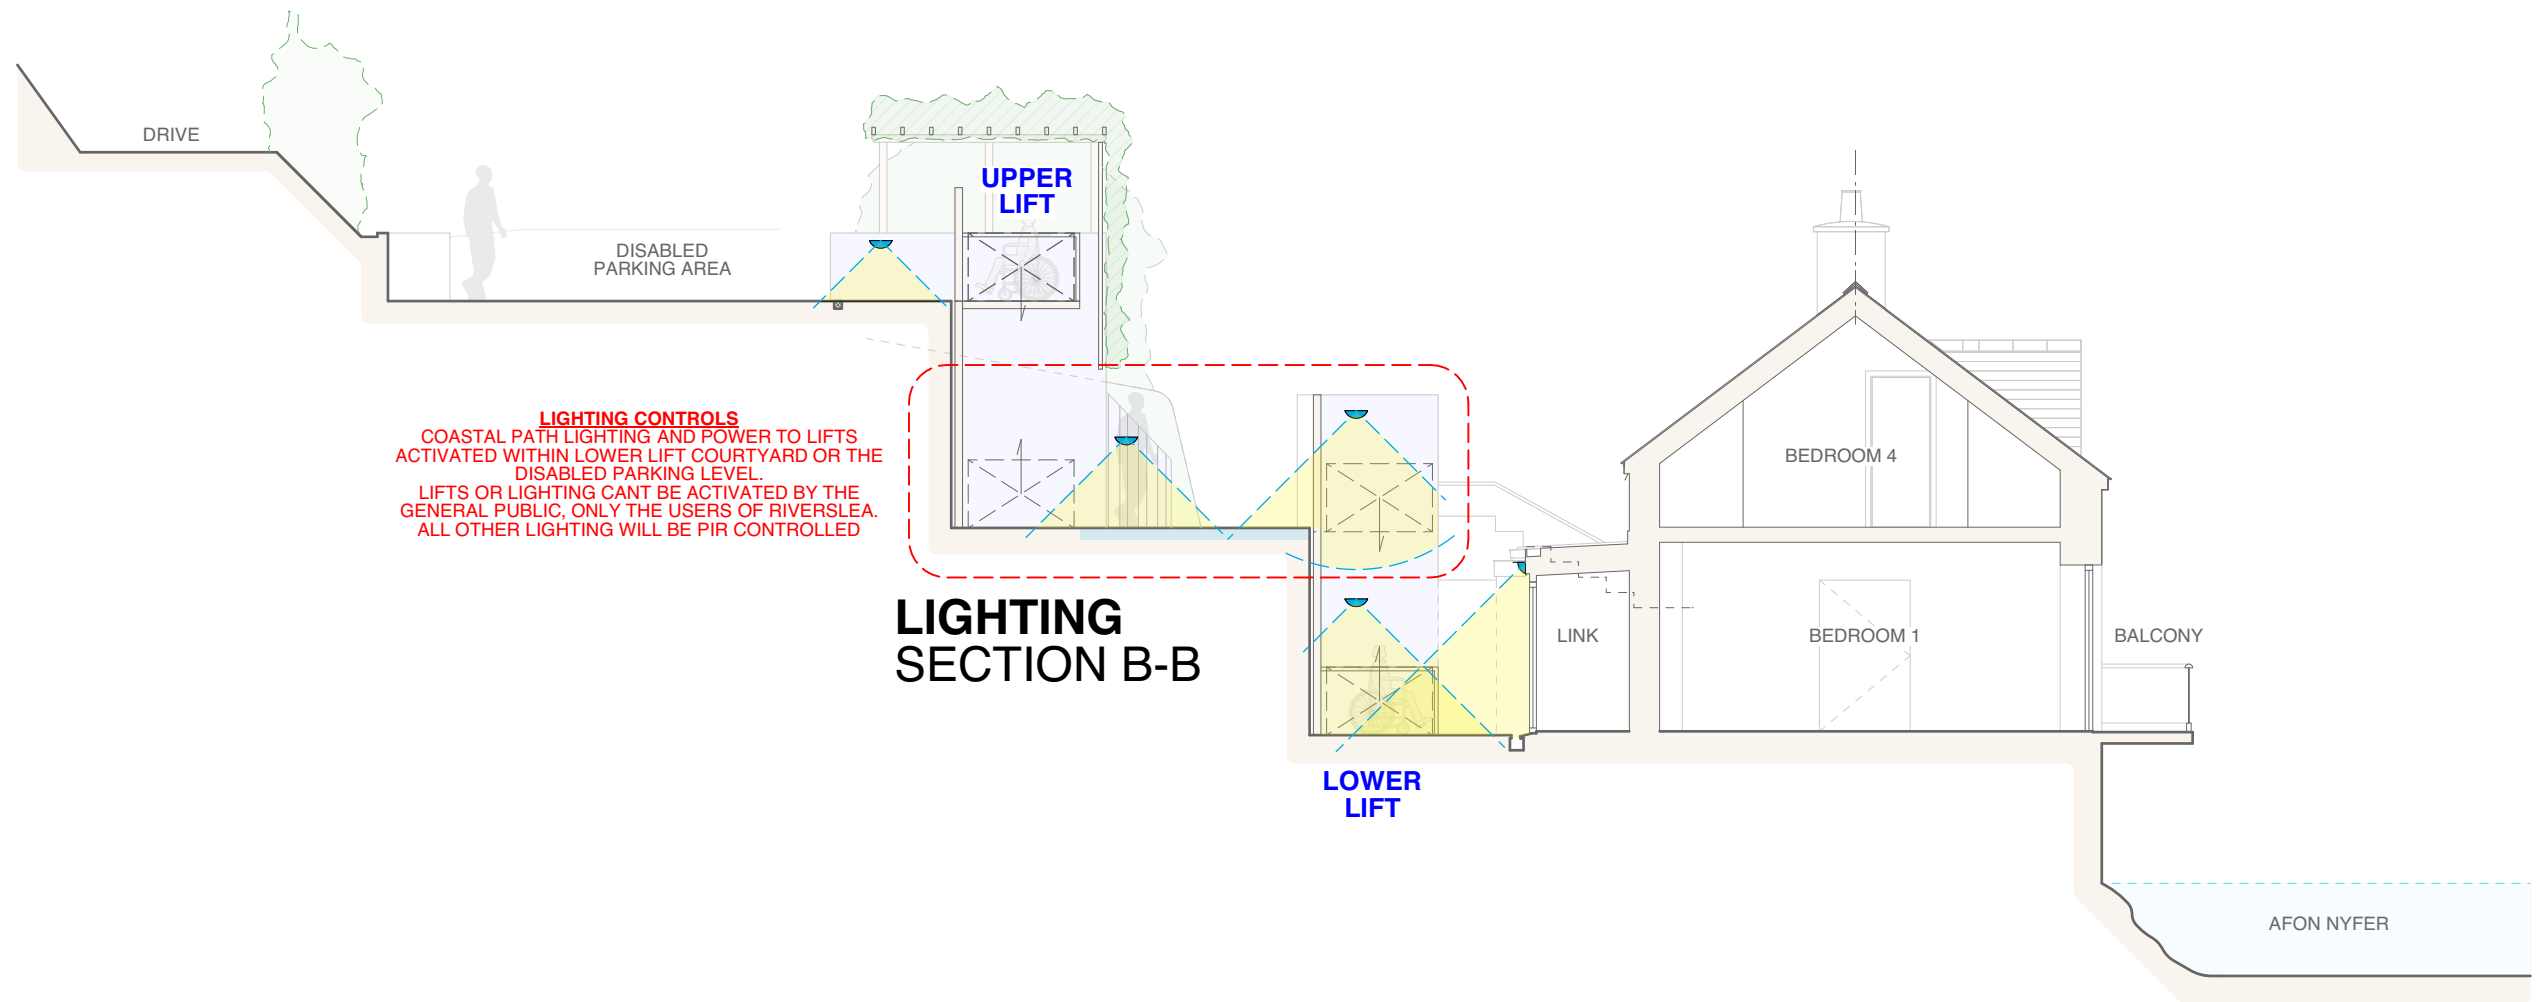 DRIVE
DISABLED
PARKING AREA
UPPER
LIFT
LIGHTING CONTROLS
COASTAL PATH LIGHTING AND POWER TO LIFTS
ACTIVATED WITHIN LOWER LIFT COURTYARD OR THE
DISABLED PARKING LEVEL.
LIFTS OR LIGHTING CANT BE ACTIVATED BY THE
GENERAL PUBLIC, ONLY THE USERS OF RIVERSLEA.
ALL OTHER LIGHTING WILL BE PIR CONTROLLED
LIGHTING
SECTION B-B
LOWER
LIFT
BEDROOM 4
LINK
BEDROOM 1
BALCONY
AFON NYFER